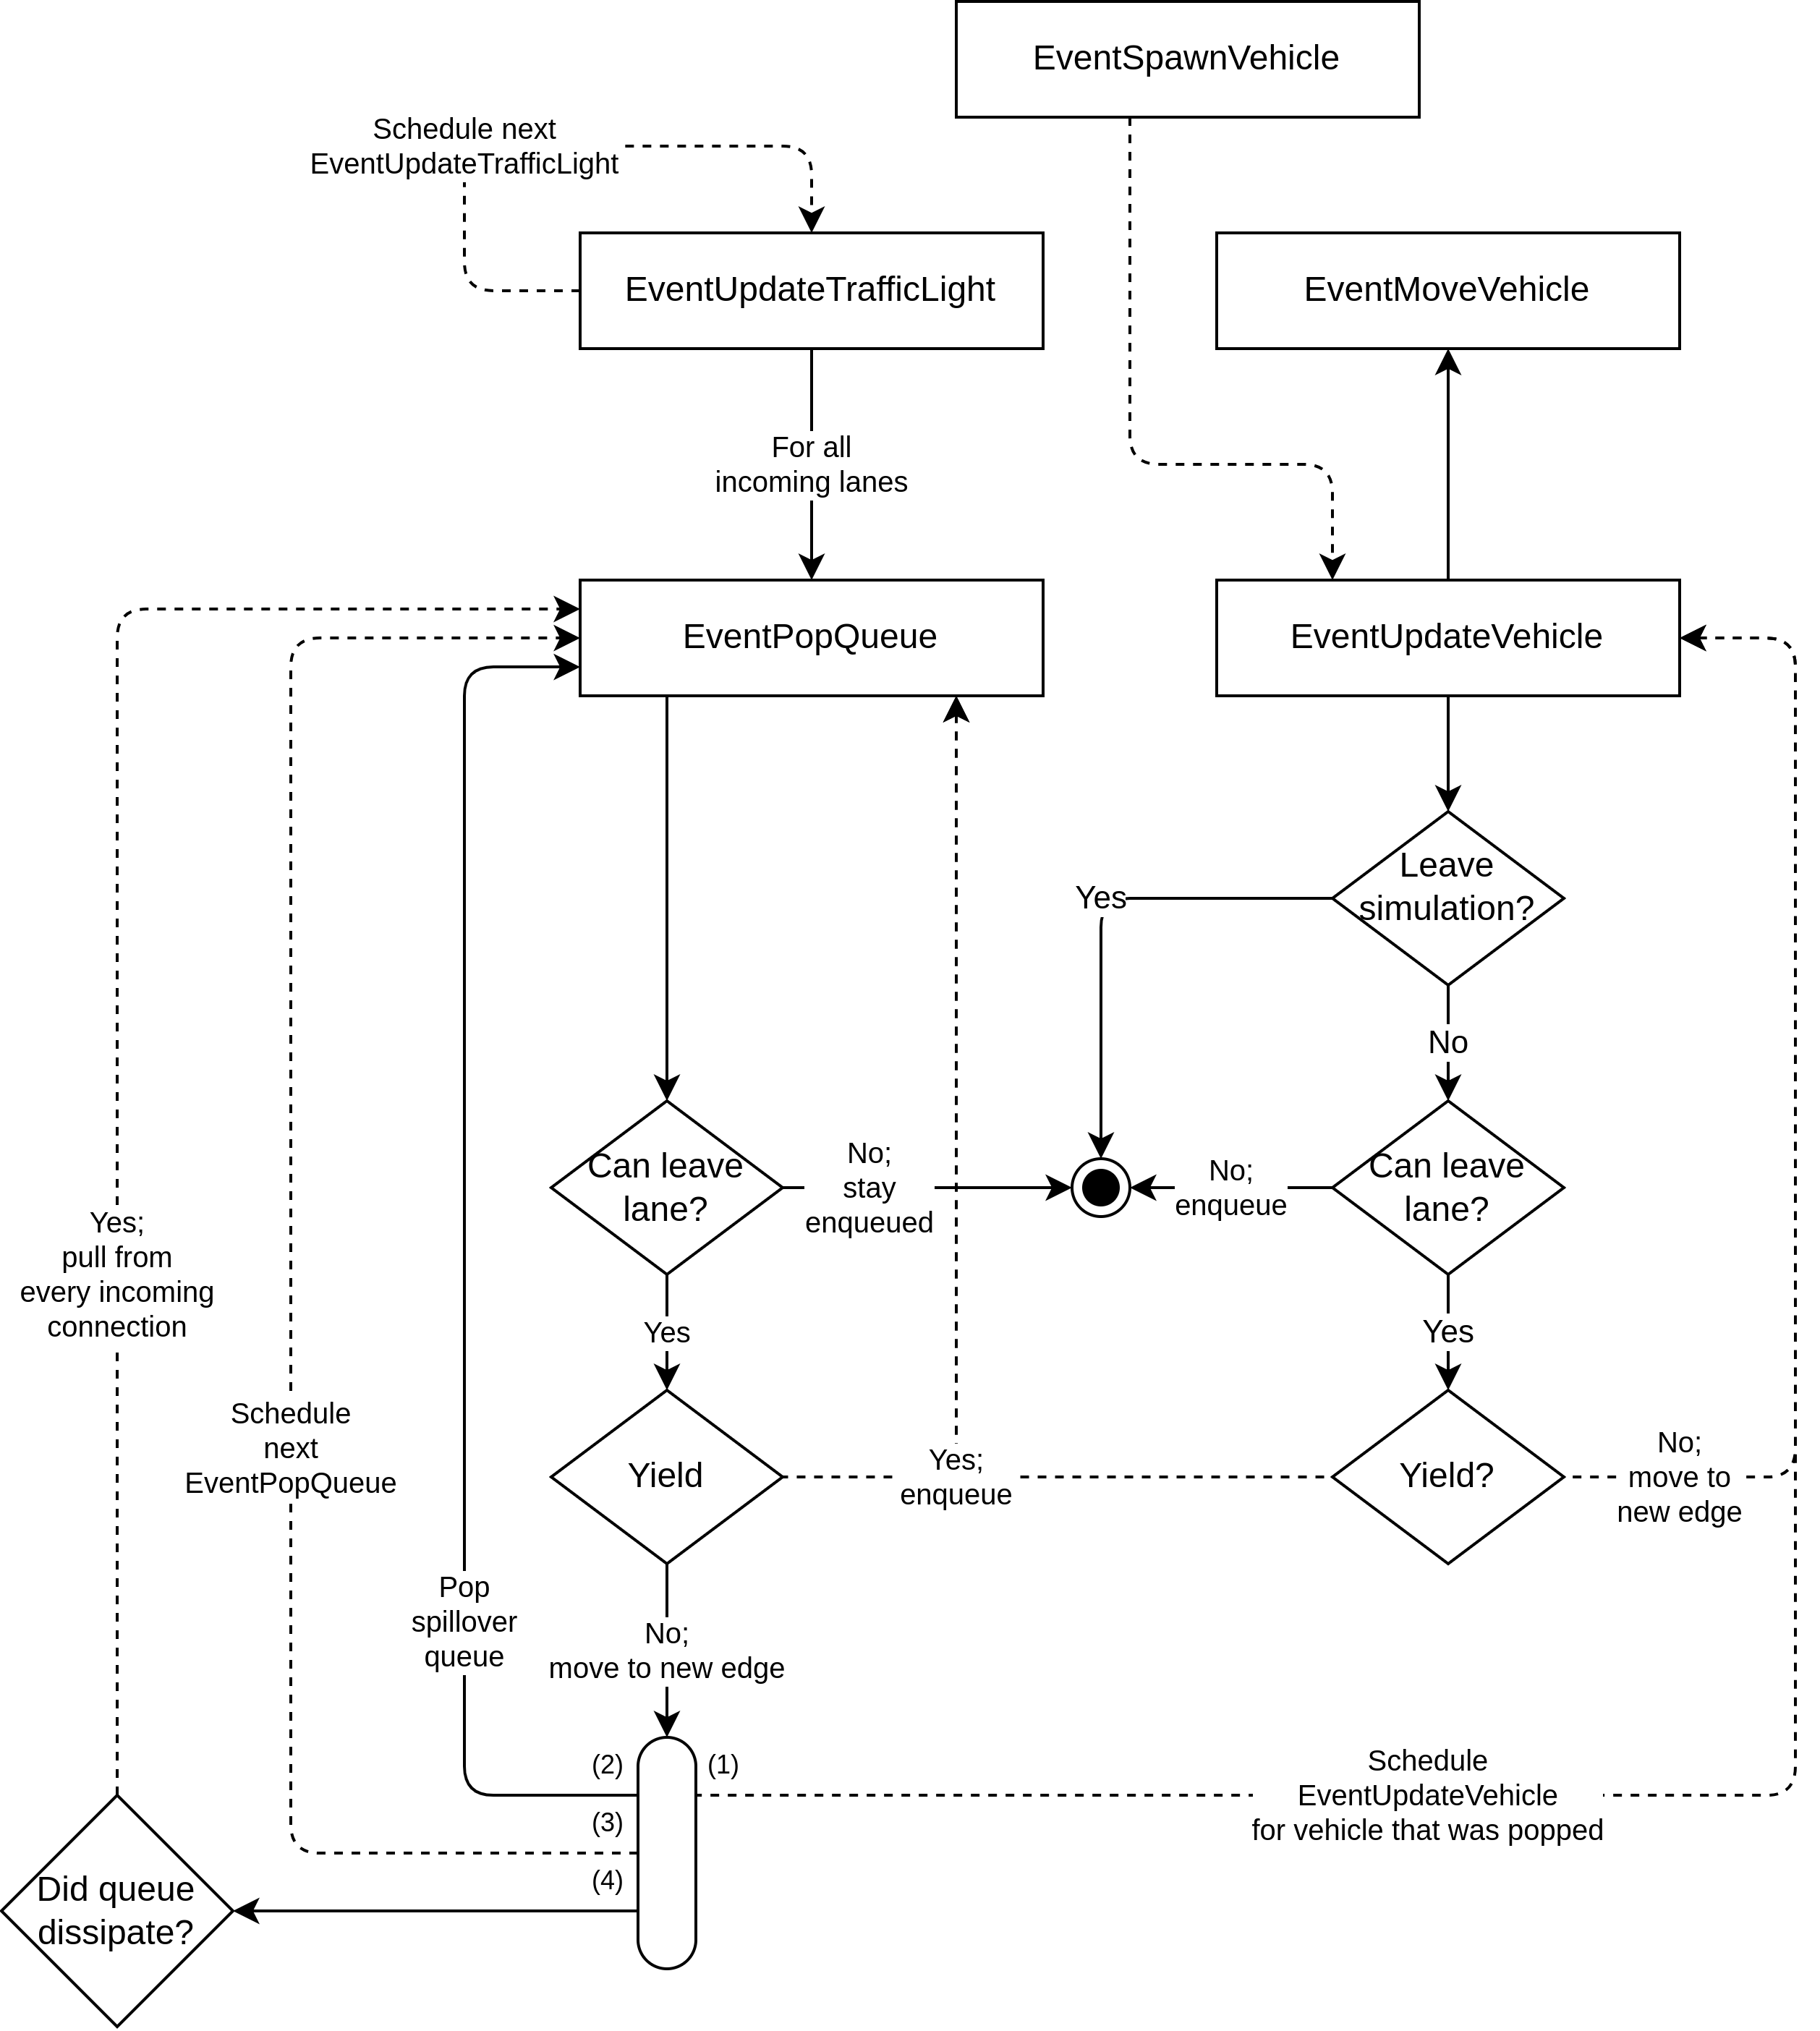 EventSpawnVehicle
Schedule next
EventUpdateTrafficLight
EventUpdateTrafficLight
EventMoveVehicle
For all
incoming lanes
EventPopQueue
EventUpdateVehicle
Leave
simulation?
Yes
No
Can leave
lane?
No;
stay
enqueued
No;
enqueue
Can leave
lane?
Yes;
pull from
every incoming
connection
Yes
Yes
Schedule
next
EventPopQueue
Yield
Yes;
enqueue
Yield?
No;
move to
new edge
Pop
spillover
queue
No;
move to new edge
(2)
(1)
Schedule
EventUpdateVehicle
for vehicle that was popped
(3)
(4)
Did queue
dissipate?